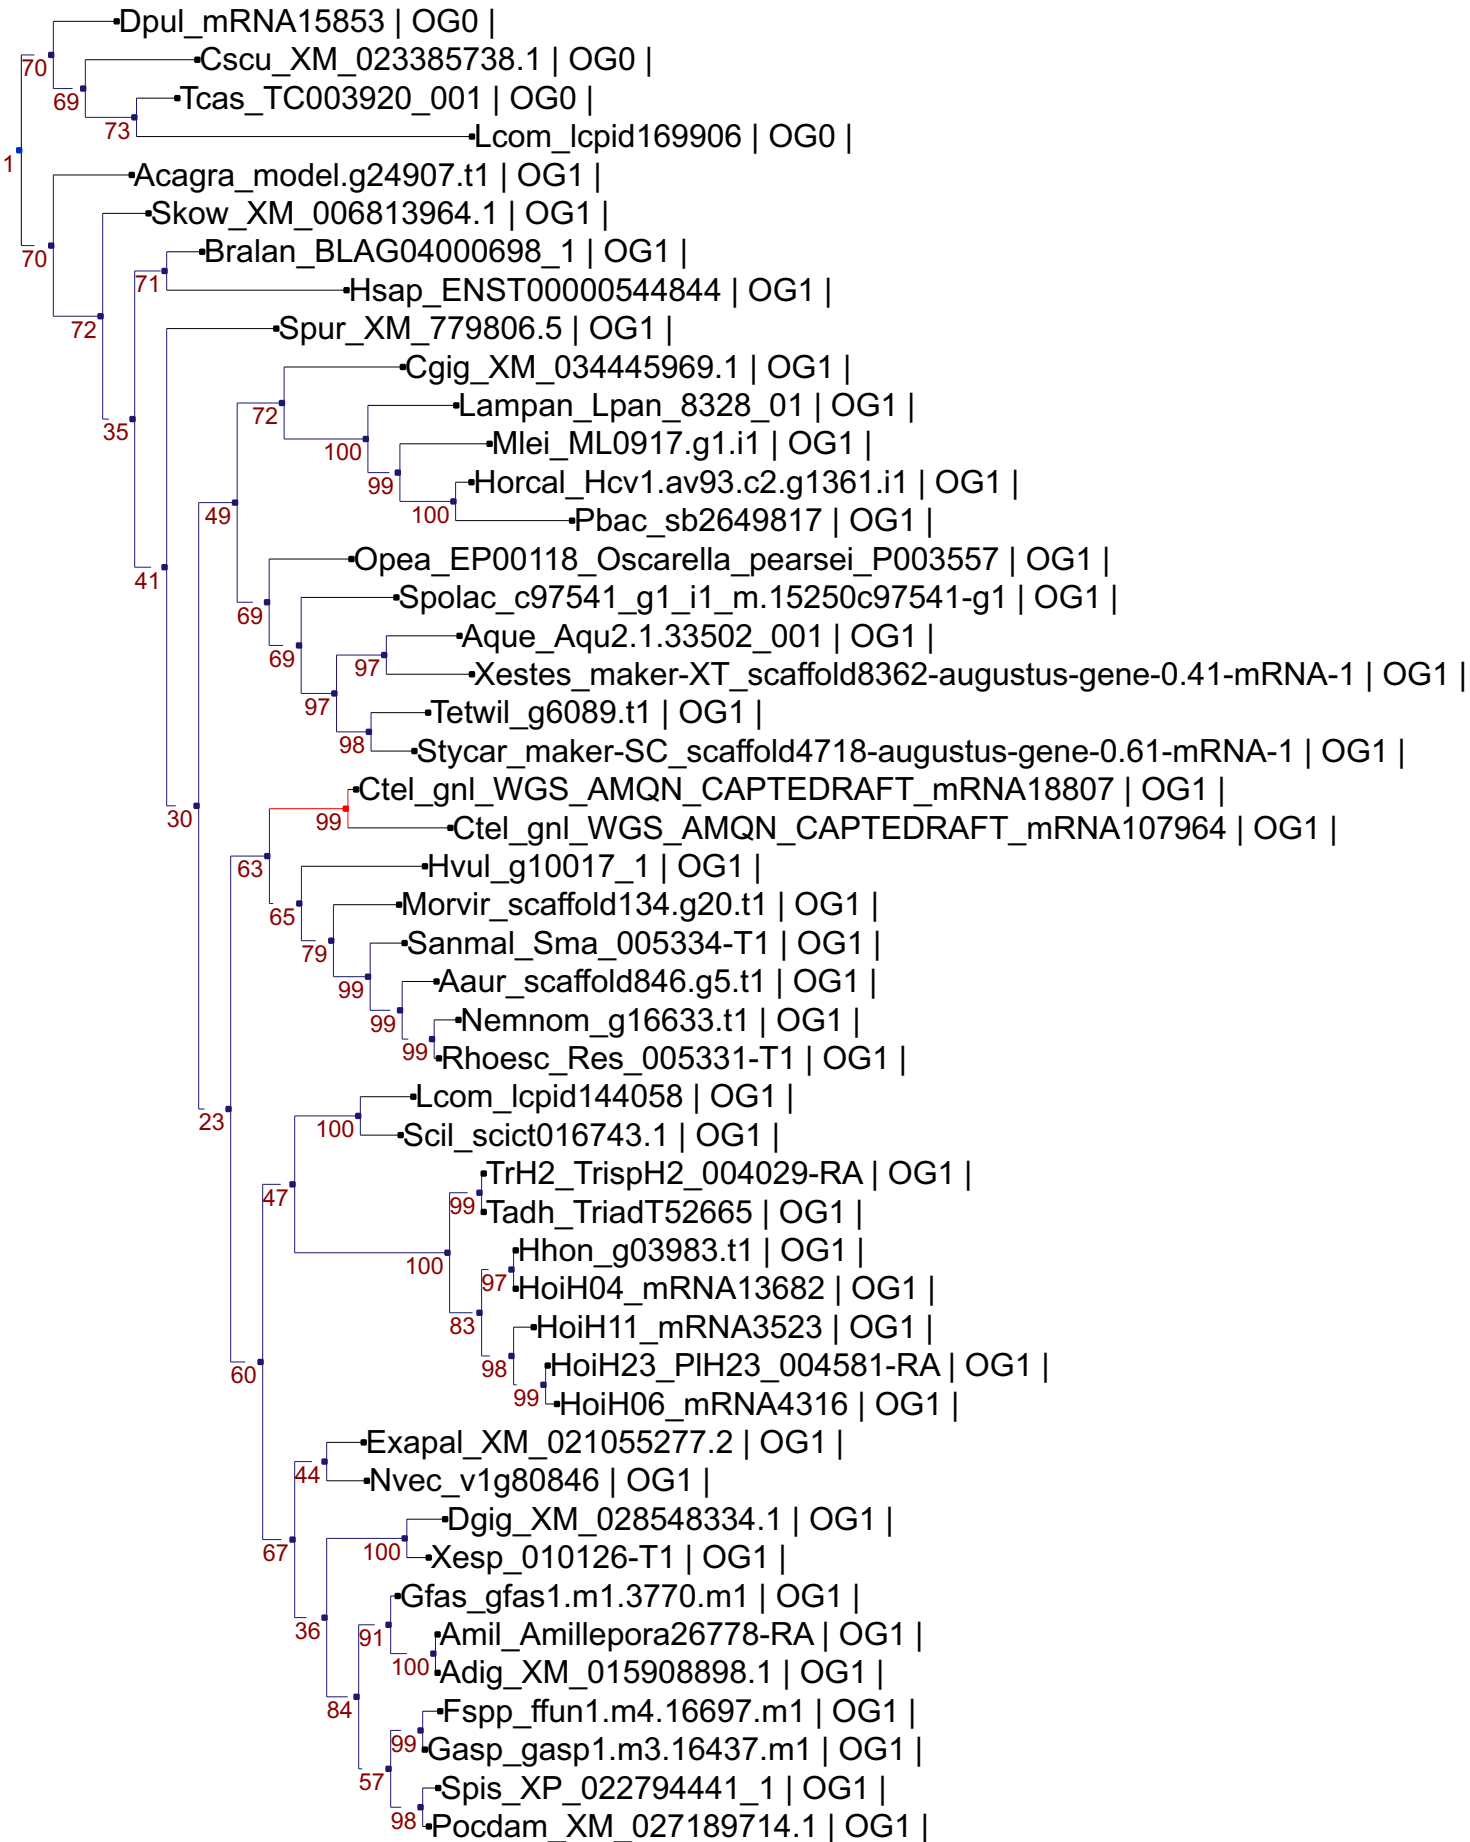 Dpul_mRNA15853 | OG0 |
70
Cscu_XM_023385738.1 | OG0 |
69
Tcas_TC003920_001 | OG0 |
73
Lcom_lcpid169906 | OG0 |
1
Acagra_model.g24907.t1 | OG1 |
Skow_XM_006813964.1 | OG1 |
70
Bralan_BLAG04000698_1 | OG1 |
71
Hsap_ENST00000544844 | OG1 |
72
Spur_XM_779806.5 | OG1 |
Cgig_XM_034445969.1 | OG1 |
72
Lampan_Lpan_8328_01 | OG1 |
35
100
Mlei_ML0917.g1.i1 | OG1 |
99
Horcal_Hcv1.av93.c2.g1361.i1 | OG1 |
49
100
Pbac_sb2649817 | OG1 |
Opea_EP00118_Oscarella_pearsei_P003557 | OG1 |
41
Spolac_c97541_g1_i1_m.15250c97541-g1 | OG1 |
69
Aque_Aqu2.1.33502_001 | OG1 |
69
97
Xestes_maker-XT_scaffold8362-augustus-gene-0.41-mRNA-1 | OG1 |
97
Tetwil_g6089.t1 | OG1 |
98
Stycar_maker-SC_scaffold4718-augustus-gene-0.61-mRNA-1 | OG1 |
Ctel_gnl_WGS_AMQN_CAPTEDRAFT_mRNA18807 | OG1 |
30
99
Ctel_gnl_WGS_AMQN_CAPTEDRAFT_mRNA107964 | OG1 |
63
Hvul_g10017_1 | OG1 |
65
Morvir_scaffold134.g20.t1 | OG1 |
79
Sanmal_Sma_005334-T1 | OG1 |
99
Aaur_scaffold846.g5.t1 | OG1 |
99
Nemnom_g16633.t1 | OG1 |
99
Rhoesc_Res_005331-T1 | OG1 |
Lcom_lcpid144058 | OG1 |
23
100
Scil_scict016743.1 | OG1 |
TrH2_TrispH2_004029-RA | OG1 |
47
99
Tadh_TriadT52665 | OG1 |
Hhon_g03983.t1 | OG1 |
100
97
HoiH04_mRNA13682 | OG1 |
83
HoiH11_mRNA3523 | OG1 |
98
HoiH23_PlH23_004581-RA | OG1 |
60
99
HoiH06_mRNA4316 | OG1 |
Exapal_XM_021055277.2 | OG1 |
44
Nvec_v1g80846 | OG1 |
Dgig_XM_028548334.1 | OG1 |
67
100
Xesp_010126-T1 | OG1 |
Gfas_gfas1.m1.3770.m1 | OG1 |
36
91
Amil_Amillepora26778-RA | OG1 |
100
Adig_XM_015908898.1 | OG1 |
84
Fspp_ffun1.m4.16697.m1 | OG1 |
99
Gasp_gasp1.m3.16437.m1 | OG1 |
57
Spis_XP_022794441_1 | OG1 |
98
Pocdam_XM_027189714.1 | OG1 |